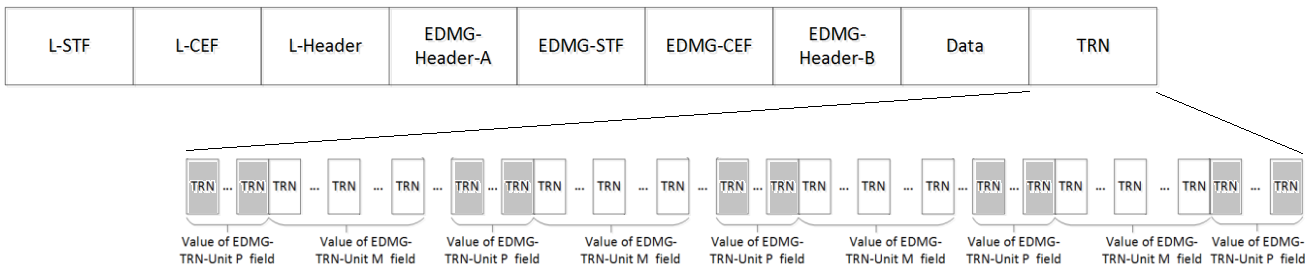 L-STF L-CEF L-Header EDMG-Header-A EDMG-STF EDMG-CEF EDMG-Header-B Data TRN
TRN ... TRN TRN ... TRN ... TRN ... TRN ... TRN TRN ... TRN ... TRN ... TRN ... TRN TRN ... TRN ... TRN ... TRN ... TRN TRN ... TRN ... TRN TRN ... TRN
Value of EDMG- Value of EDMG- Value of EDMG- Value of EDMG- Value of EDMG- Value of EDMG- Value of EDMG- Value of EDMG- Value of EDMG-
TRN-Unit P field TRN-Unit M field TRN-Unit P field TRN-Unit M field TRN-Unit P field TRN-Unit M field TRN-Unit P field TRN-Unit M field TRN-Unit P field